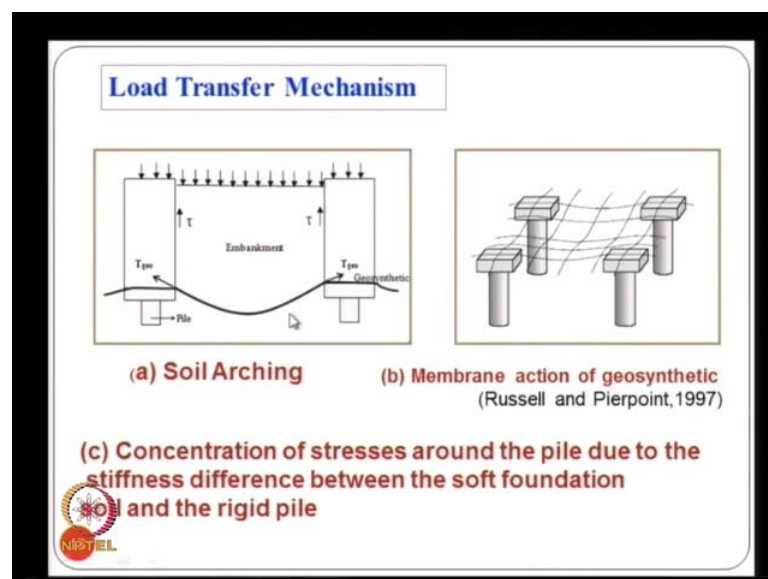 Load Transfer Mechanism
τ
τ
Embankment
Tgeo
Tgeo
Geosynthetic
Pile
(a) Soil Arching
(b) Membrane action of geosynthetic
(Russell and Pierpoint,1997)
(c) Concentration of stresses around the pile due to the
stiffness difference between the soft foundation
soil and the rigid pile
NPTEL